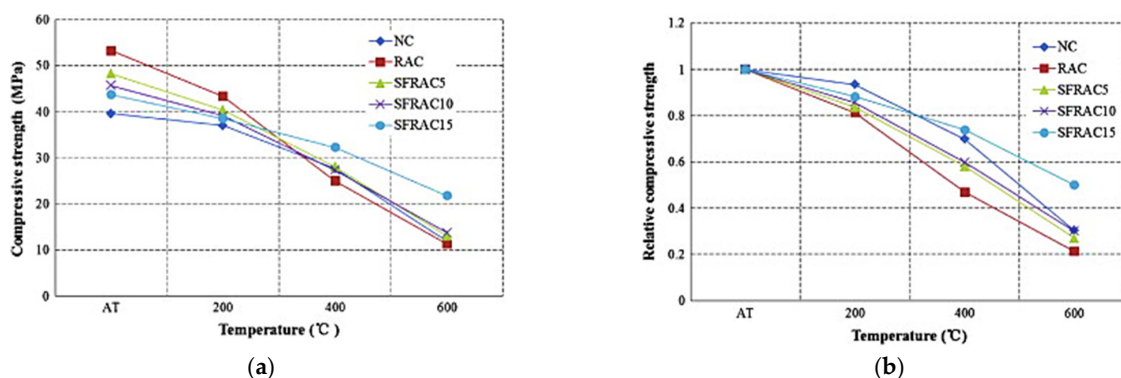 60
50
40
30
20
10
0
Compressive strength (MPa)
NC
RAC
SFRAC5
SFRAC10
SFRAC15
AT 200 400 600
Temperature (℃)
(a)
1.2
1
0.8
0.6
0.4
0.2
0
Relative compressive strength
NC
RAC
SFRAC5
SFRAC10
SFRAC15
AT 200 400 600
Temperature (℃)
(b)